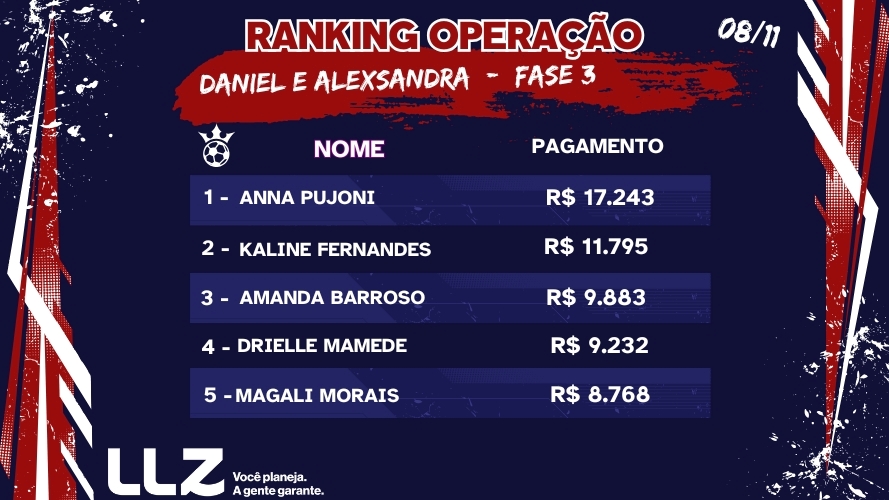 RANKING OPERAÇÃO
08/11
DANIEL E ALEXSANDRA - FASE 3
NOME PAGAMENTO
1 - ANNA PUJONI R$ 17.243
2 - KALINE FERNANDES R$ 11.795
3 - AMANDA BARROSO R$ 9.883
4 - DRIELLE MAMEDE R$ 9.232
5 - MAGALI MORAIS R$ 8.768
LLZ
Você planeja.
A gente garante.